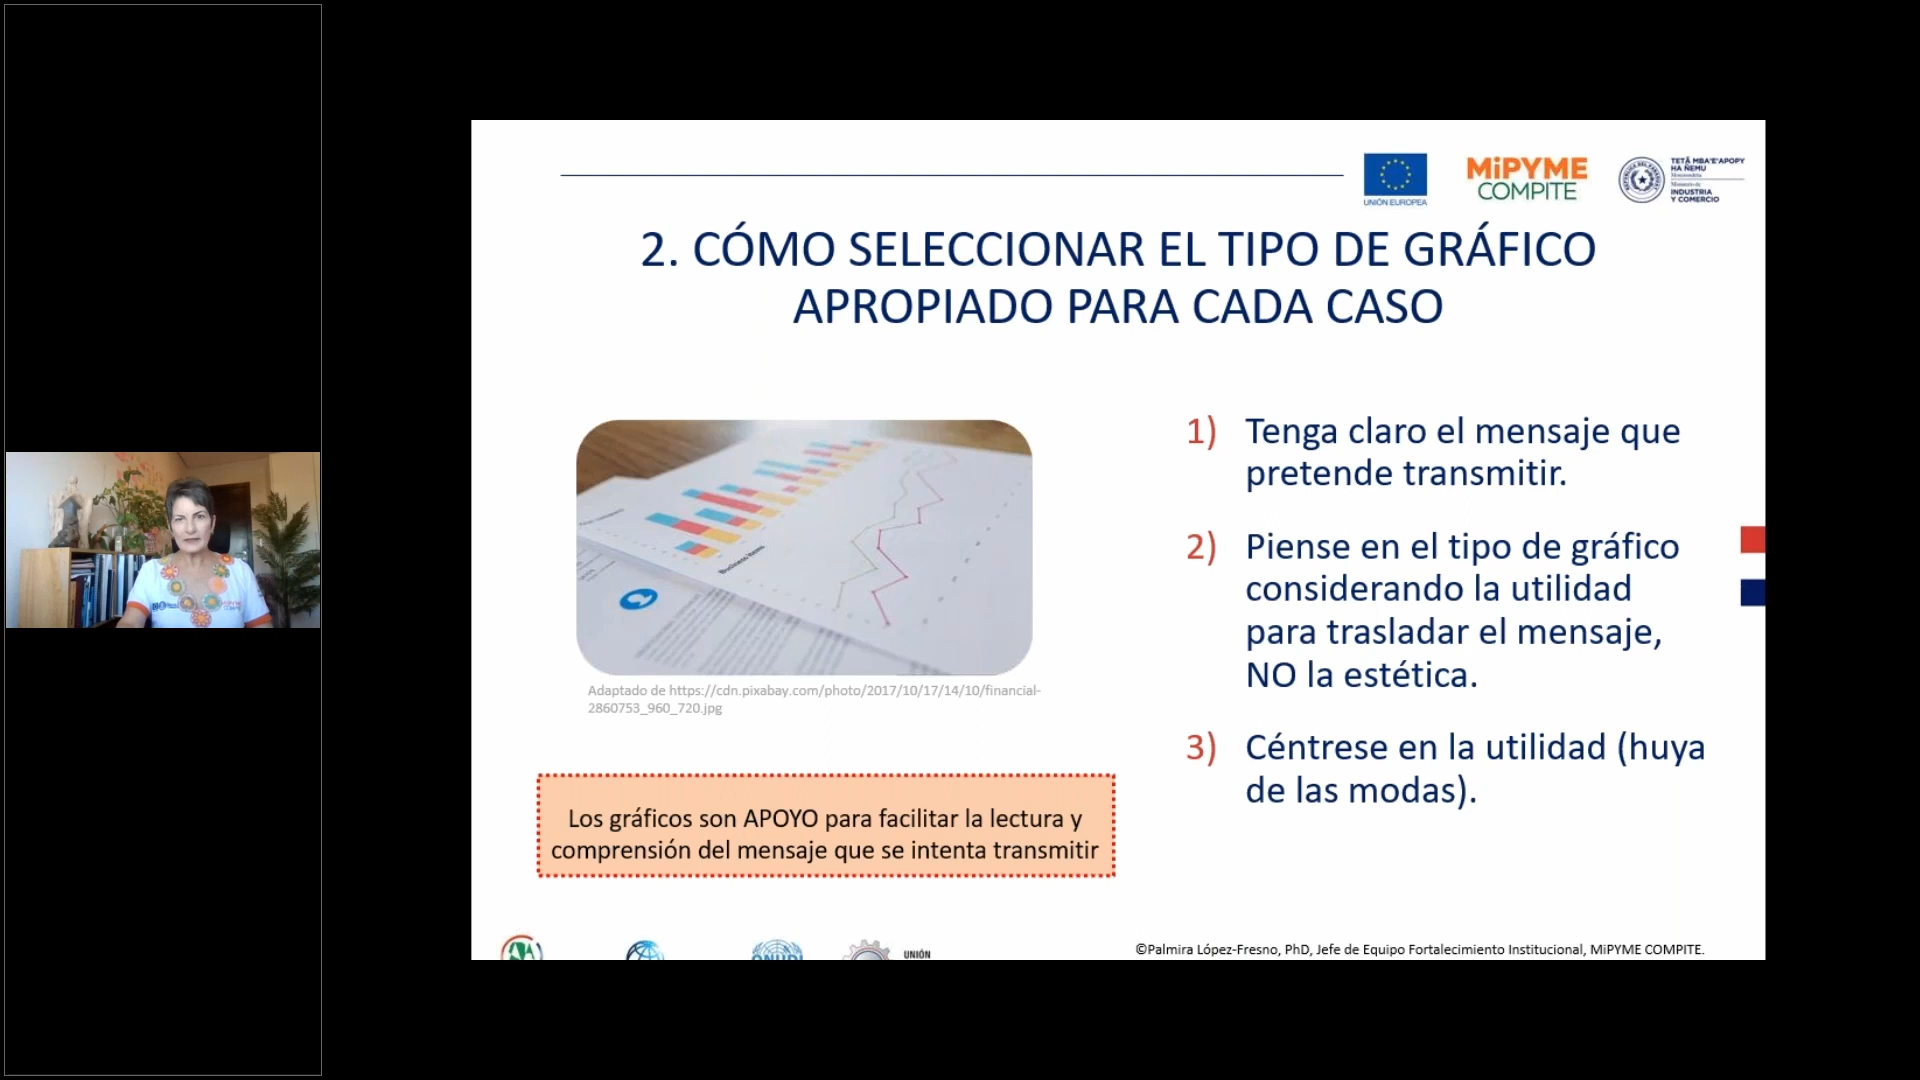 UNIÓN EUROPEA
MiPYME
COMPITE
TETÃ MBA'E'APOPY
HA ÑEMU
Ministerio de
INDUSTRIA
Y COMERCIO
2. CÓMO SELECCIONAR EL TIPO DE GRÁFICO
APROPIADO PARA CADA CASO
Business Items
Adaptado de https://cdn.pixabay.com/photo/2017/10/17/14/10/financial-
2860753_960_720.jpg
Los gráficos son APOYO para facilitar la lectura y
comprensión del mensaje que se intenta transmitir
1) Tenga claro el mensaje que
pretende transmitir.
2) Piense en el tipo de gráfico
considerando la utilidad
para trasladar el mensaje,
NO la estética.
3) Céntrese en la utilidad (huya
de las modas).
UNIÓN
©Palmira López-Fresno, PhD, Jefe de Equipo Fortalecimiento Institucional, MiPYME COMPITE.